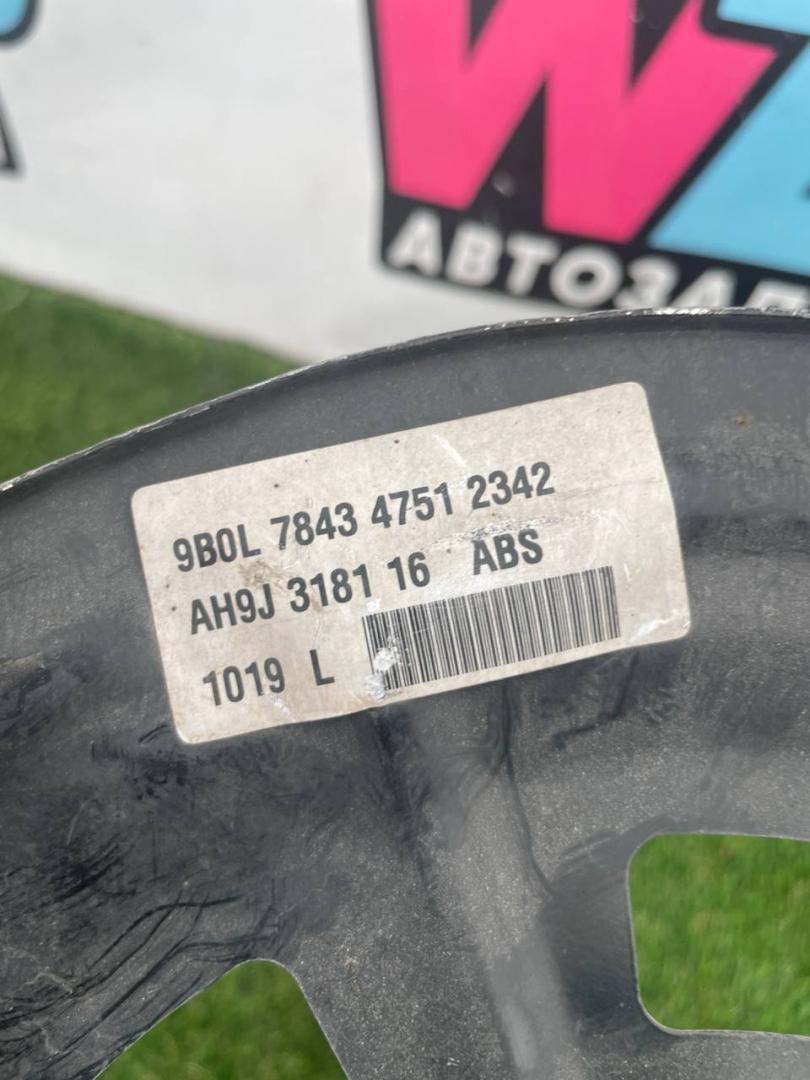 АВТОЗАП
9B0L 7843 4751 2342
AH9J 3181 16 ABS
1019 L